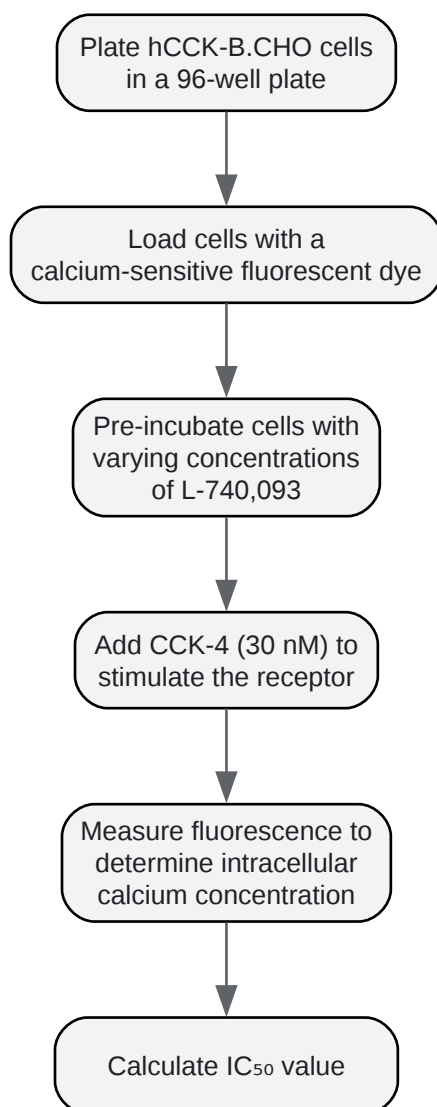 Plate hCCK-B.CHO cells
in a 96-well plate
Load cells with a
calcium-sensitive fluorescent dye
Pre-incubate cells with
varying concentrations
of L-740,093
Add CCK-4 (30 nM) to
stimulate the receptor
Measure fluorescence to
determine intracellular
calcium concentration
Calculate IC₅₀ value